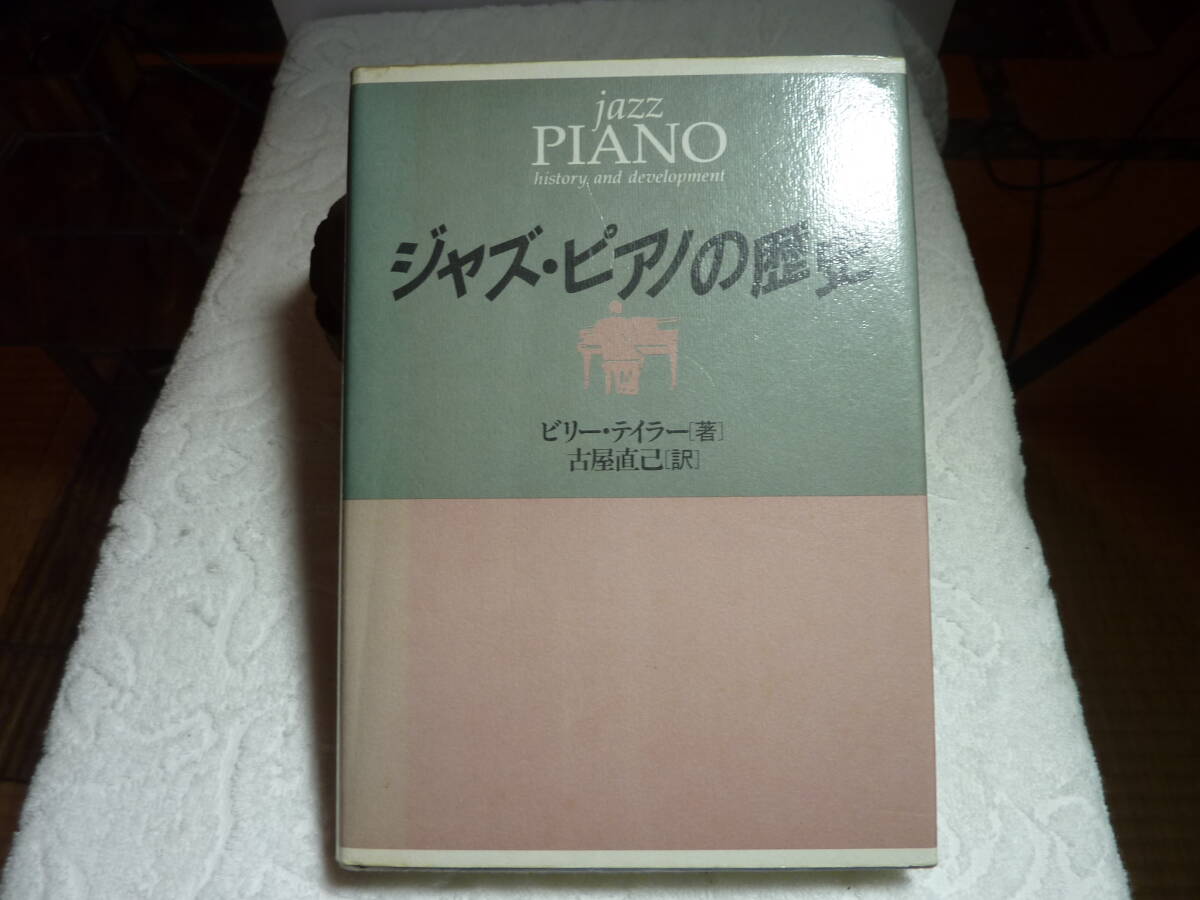 jazz
PIANO
history and development
ジャズ・ピアノの歴史
ビリー・テイラー[著]
古屋直己[訳]